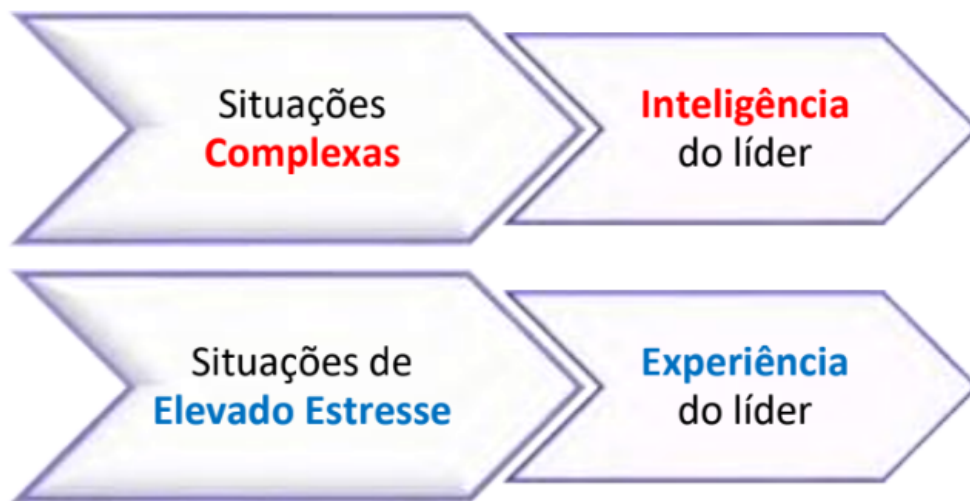 Situações
Complexas
Inteligência
do líder
Situações de
Elevado Estresse
Experiência
do líder